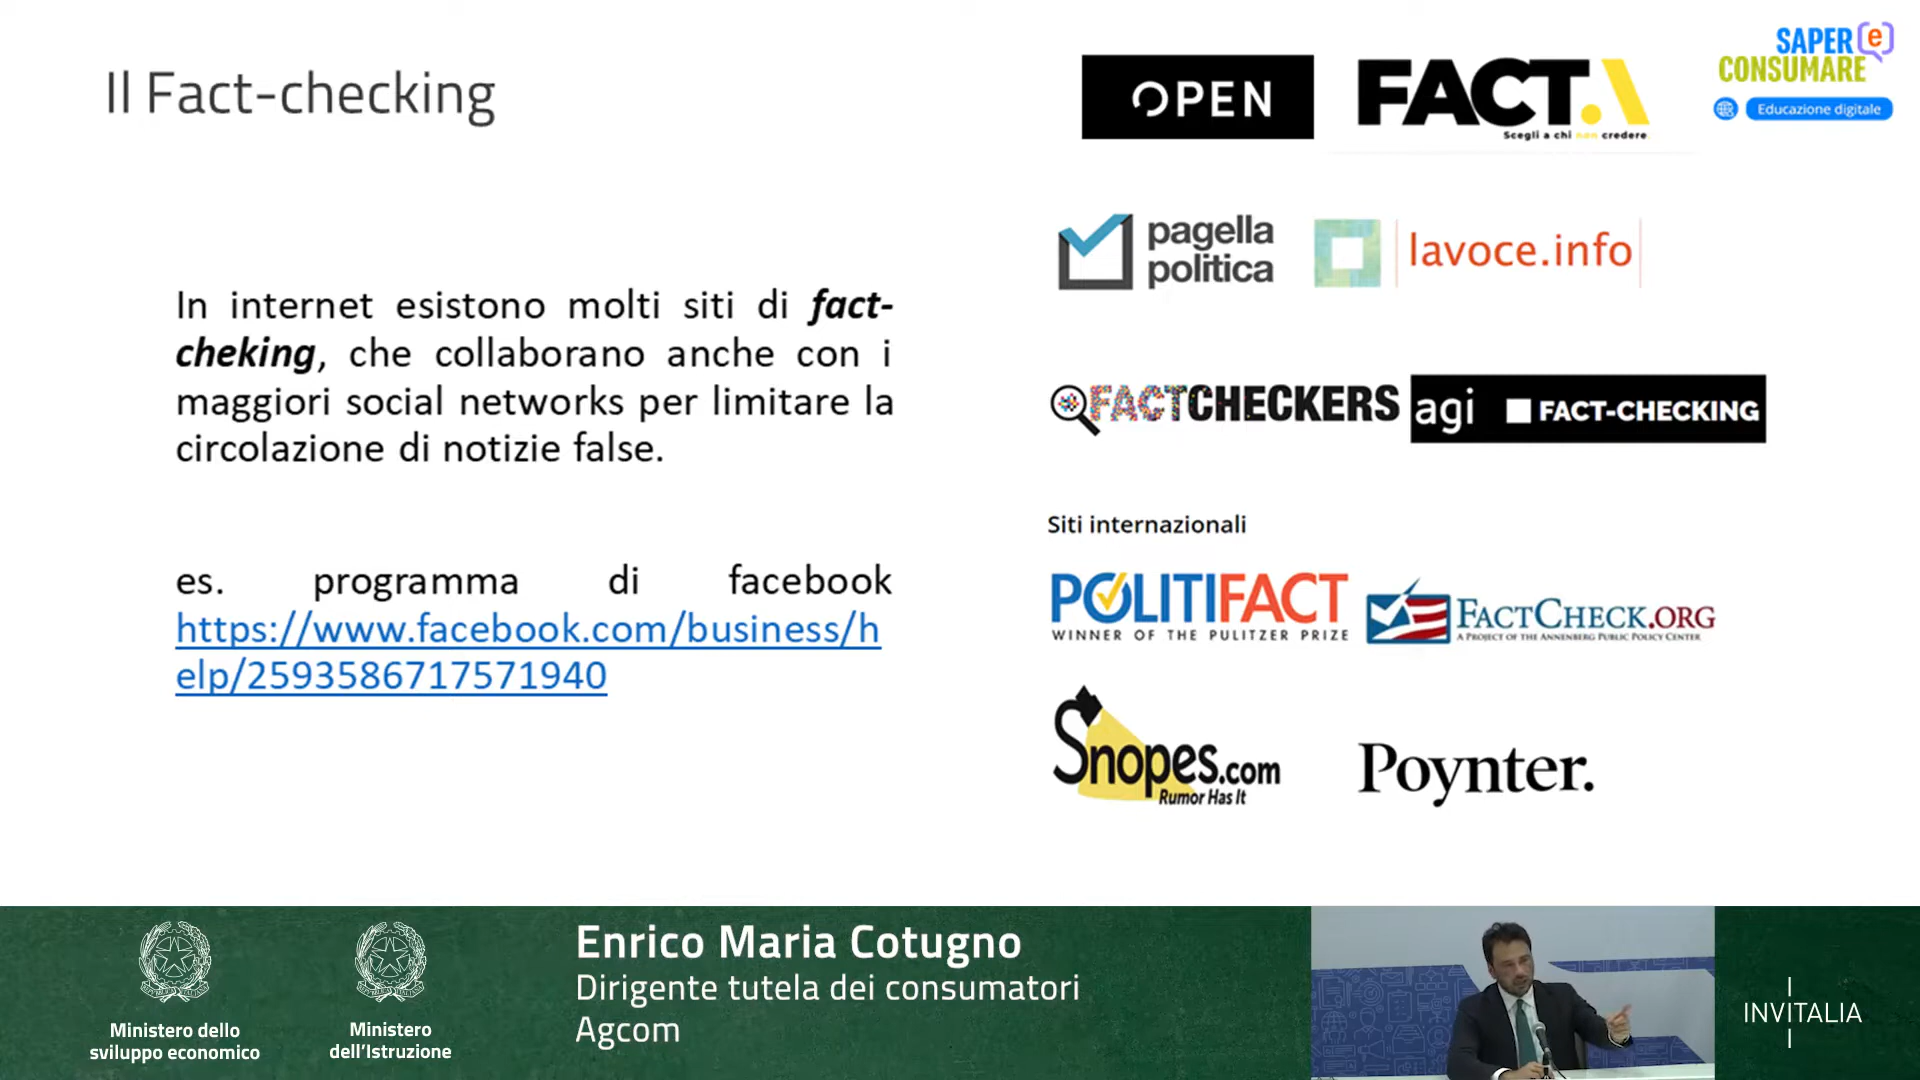 Il Fact-checking
OPEN
FACT.A
Scegli a chi non credere
SAPER e
CONSUMARE
Educazione digitale
pagella
politica
lavoce.info
In internet esistono molti siti di fact-
cheking, che collaborano anche con i
maggiori social networks per limitare la
circolazione di notizie false.
FACTCHECKERS
agi FACT-CHECKING
es. programma di facebook
https://www.facebook.com/business/h
elp/2593586717571940
Siti internazionali
POLITIFACT
WINNER OF THE PULITZER PRIZE
FACTCHECK.ORG
A PROJECT OF THE ANNENBERG PUBLIC POLICY CENTER
Snopes.com
Rumor Has It
Poynter.
Ministero dello
sviluppo economico
Ministero
dell'Istruzione
Enrico Maria Cotugno
Dirigente tutela dei consumatori
Agcom
INVITALIA